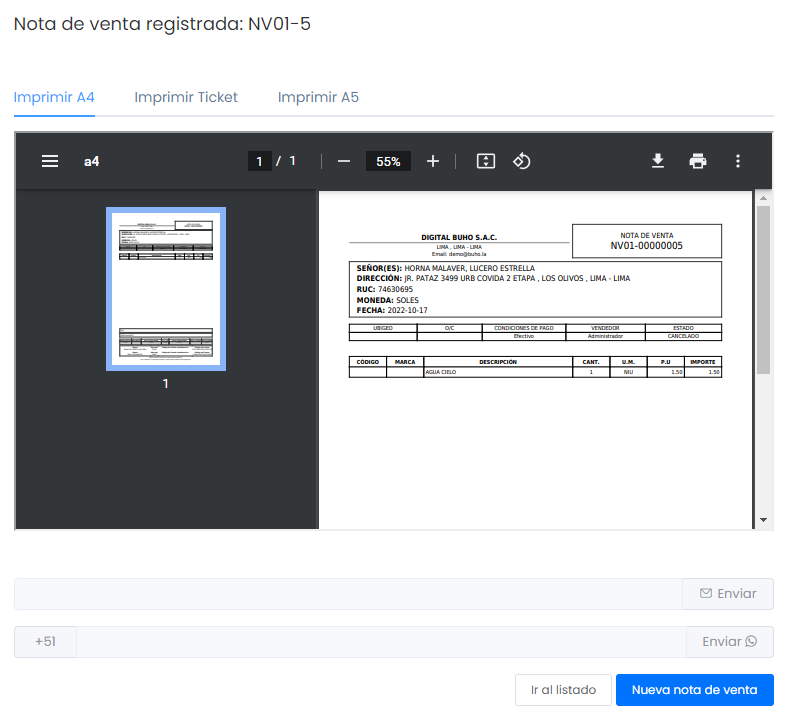 Nota de venta registrada: NV01-5
Imprimir A4 Imprimir Ticket Imprimir A5
a4 1 / 1 55%
1
DIGITAL BUHO S.A.C.
LIMA , LIMA - LIMA
Email: demo@buho.la
NOTA DE VENTA
NV01-00000005
SEÑOR(ES): HORNA MALAVER, LUCERO ESTRELLA
DIRECCIÓN: JR. PATAZ 3499 URB COVIDA 2 ETAPA , LOS OLIVOS , LIMA - LIMA
RUC: 74630695
MONEDA: SOLES
FECHA: 2022-10-17
UBIGEO O/C CONDICIONES DE PAGO VENDEDOR ESTADO
Efectivo Administrador CANCELADO
CÓDIGO MARCA DESCRIPCIÓN CANT. U.M. P.U IMPORTE
AGUA CIELO 1 NIU 1.50 1.50
Enviar
+51 Enviar
Ir al listado Nueva nota de venta